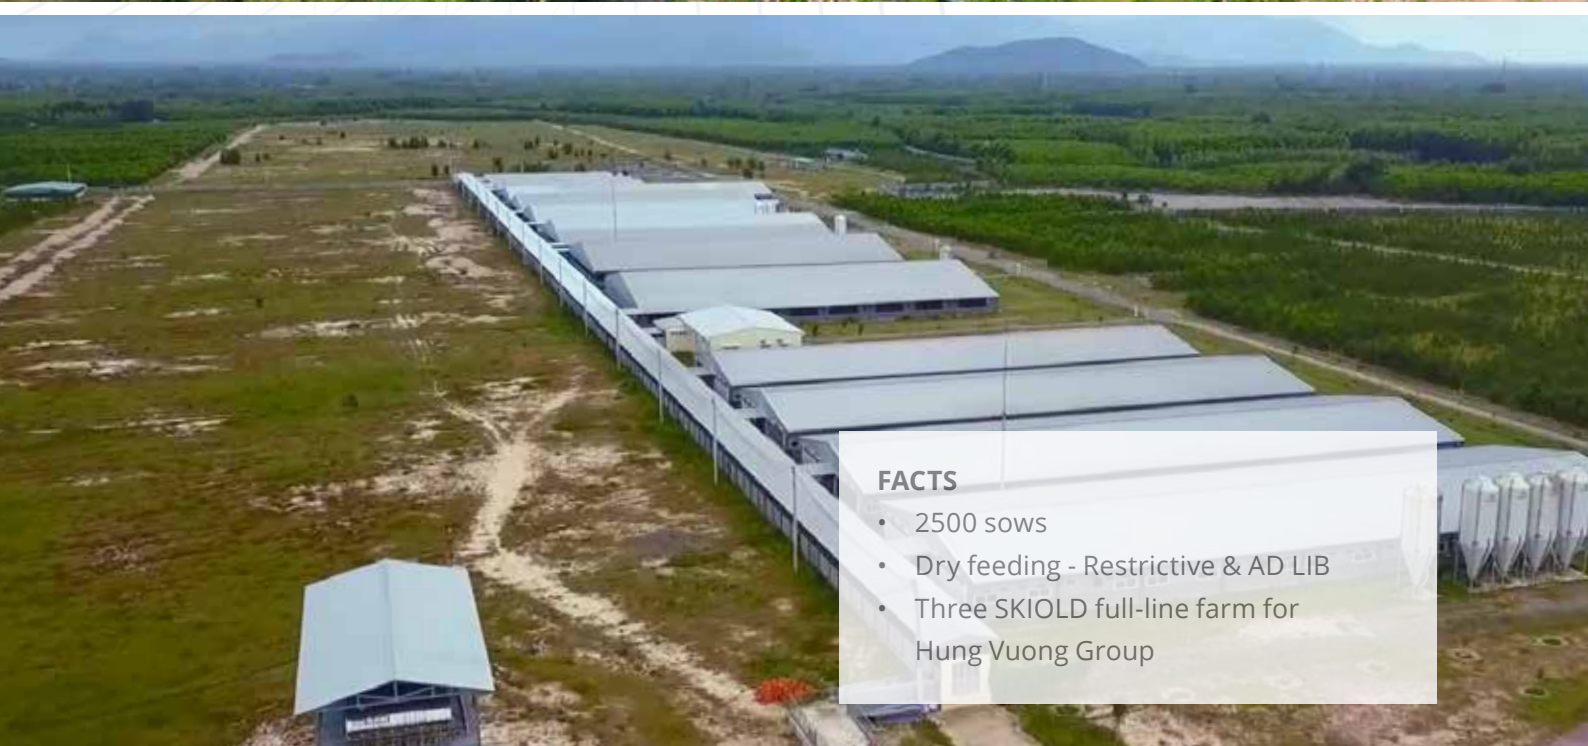 FACTS
• 2500 sows
• Dry feeding - Restrictive & AD LIB
• Three SKIOLD full-line farm for
Hung Vuong Group